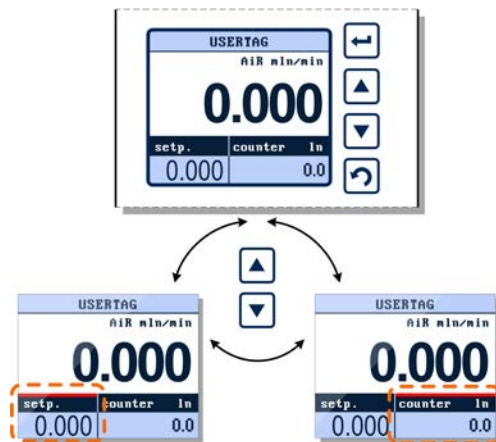 USERTAG
AiR mln/min
0.000
setp. counter ln
0.000 0.0
USERTAG
AiR mln/min
0.000
setp. counter ln
0.000 0.0
USERTAG
AiR mln/min
0.000
setp. counter ln
0.000 0.0